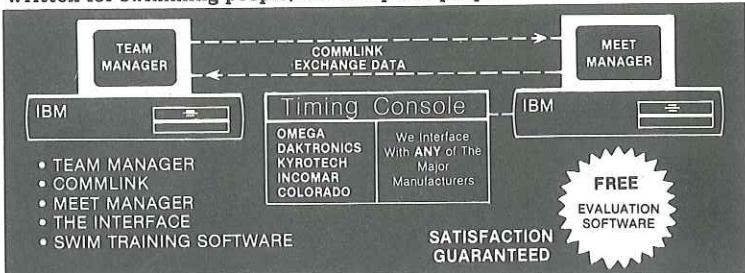 TEAM
MANAGER
COMMLINK
EXCHANGE DATA
MEET
MANAGER
IBM
IBM
Timing Console
OMEGA
DAKTRONICS
KYROTECH
INCOMAR
COLORADO
We Interface
With ANY of The
Major
Manufacturers
• TEAM MANAGER
• COMMLINK
• MEET MANAGER
• THE INTERFACE
• SWIM TRAINING SOFTWARE
FREE
EVALUATION
SOFTWARE
SATISFACTION
GUARANTEED